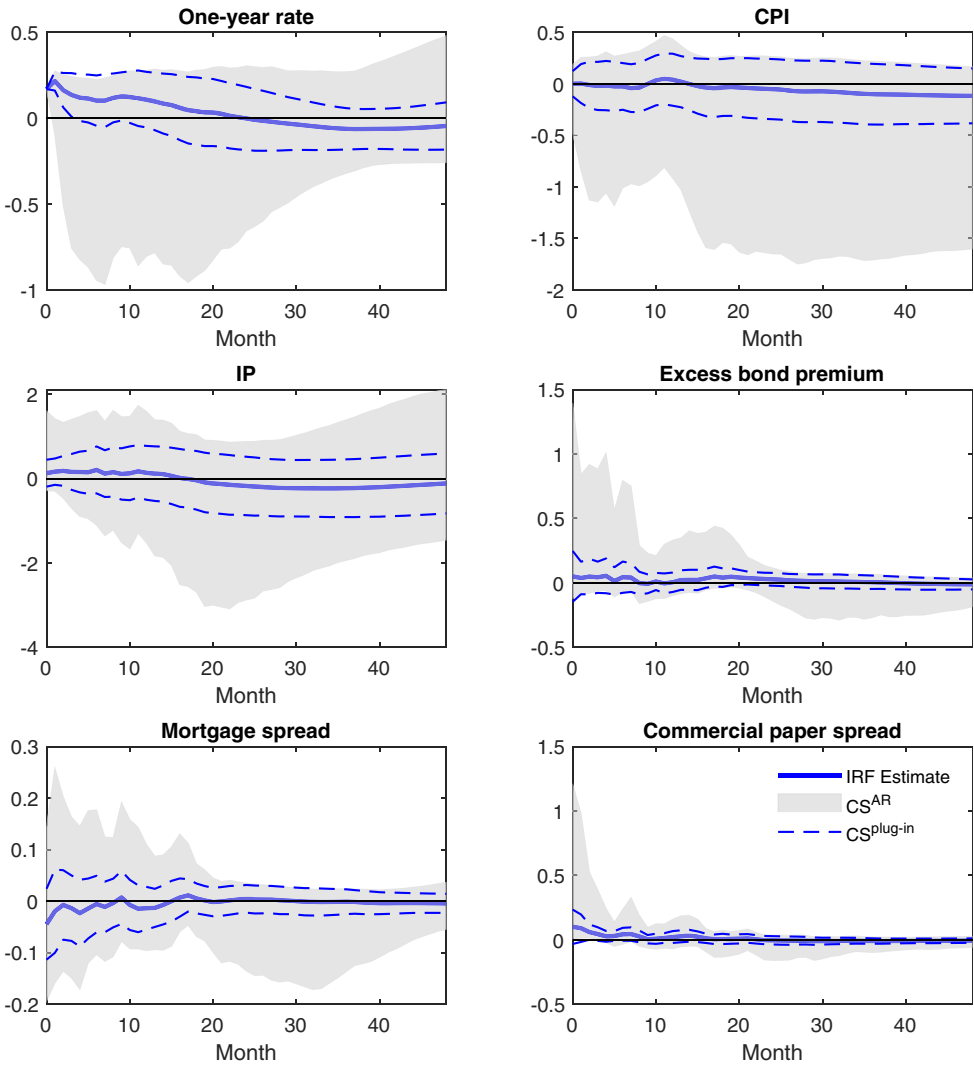 One-year rate
0.5
0
-0.5
-1
0 10 20 30 40
Month
CPI
0.5
0
-0.5
-1
-1.5
-2
0 10 20 30 40
Month
IP
2
0
-2
-4
0 10 20 30 40
Month
Excess bond premium
1.5
1
0.5
0
-0.5
0 10 20 30 40
Month
Mortgage spread
0.3
0.2
0.1
0
-0.1
-0.2
0 10 20 30 40
Month
Commercial paper spread
1.5
1
0.5
0
-0.5
IRF Estimate
CS^AR
CS^plug-in
0 10 20 30 40
Month